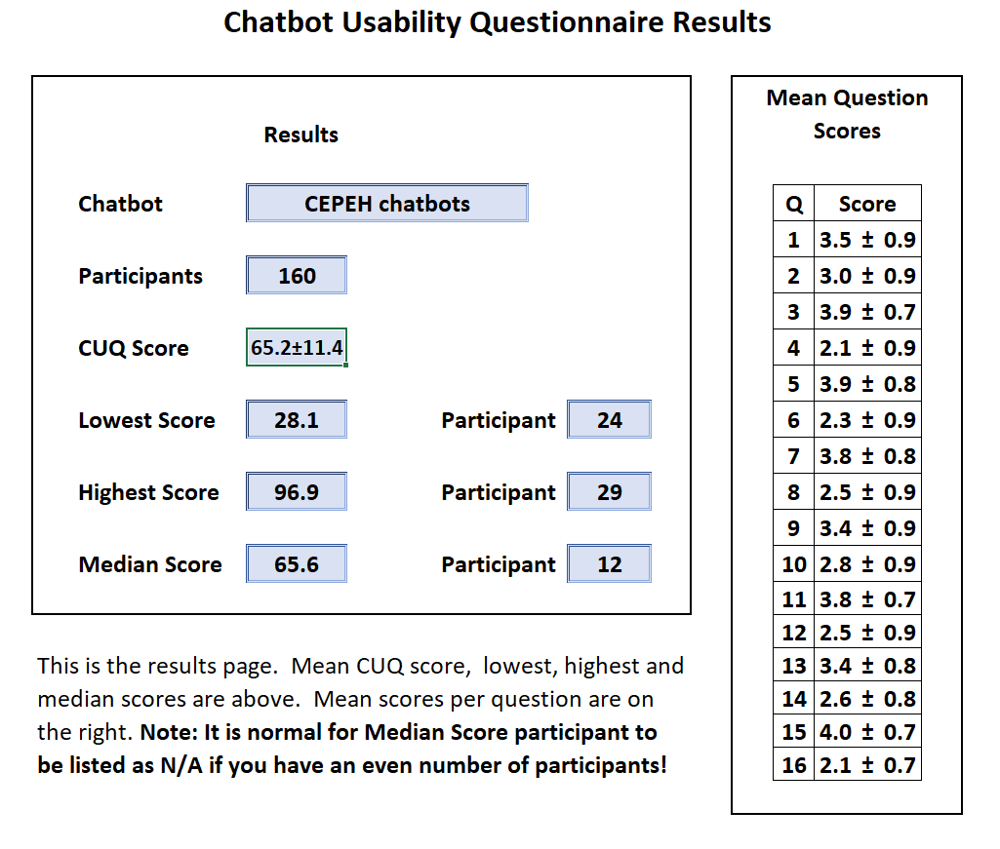 Chatbot Usability Questionnaire Results
Results
Chatbot CEPEH chatbots
Participants 160
CUQ Score 65.2±11.4
Lowest Score 28.1 Participant 24
Highest Score 96.9 Participant 29
Median Score 65.6 Participant 12
This is the results page. Mean CUQ score, lowest, highest and
median scores are above. Mean scores per question are on
the right. Note: It is normal for Median Score participant to
be listed as N/A if you have an even number of participants!
Mean Question
Scores
Q Score
1 3.5 ± 0.9
2 3.0 ± 0.9
3 3.9 ± 0.7
4 2.1 ± 0.9
5 3.9 ± 0.8
6 2.3 ± 0.9
7 3.8 ± 0.8
8 2.5 ± 0.9
9 3.4 ± 0.9
10 2.8 ± 0.9
11 3.8 ± 0.7
12 2.5 ± 0.9
13 3.4 ± 0.8
14 2.6 ± 0.8
15 4.0 ± 0.7
16 2.1 ± 0.7